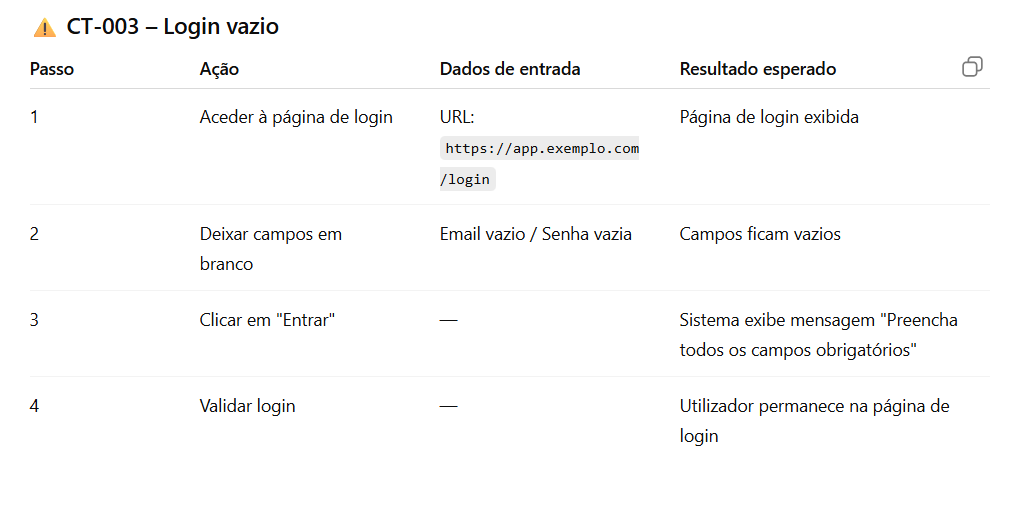 ⚠️ CT-003 – Login vazio
Passo Ação Dados de entrada Resultado esperado
1 Aceder à página de login URL: Página de login exibida
https://app.exemplo.com
/login
2 Deixar campos em Email vazio / Senha vazia Campos ficam vazios
branco
3 Clicar em "Entrar" — Sistema exibe mensagem "Preencha
todos os campos obrigatórios"
4 Validar login — Utilizador permanece na página de
login